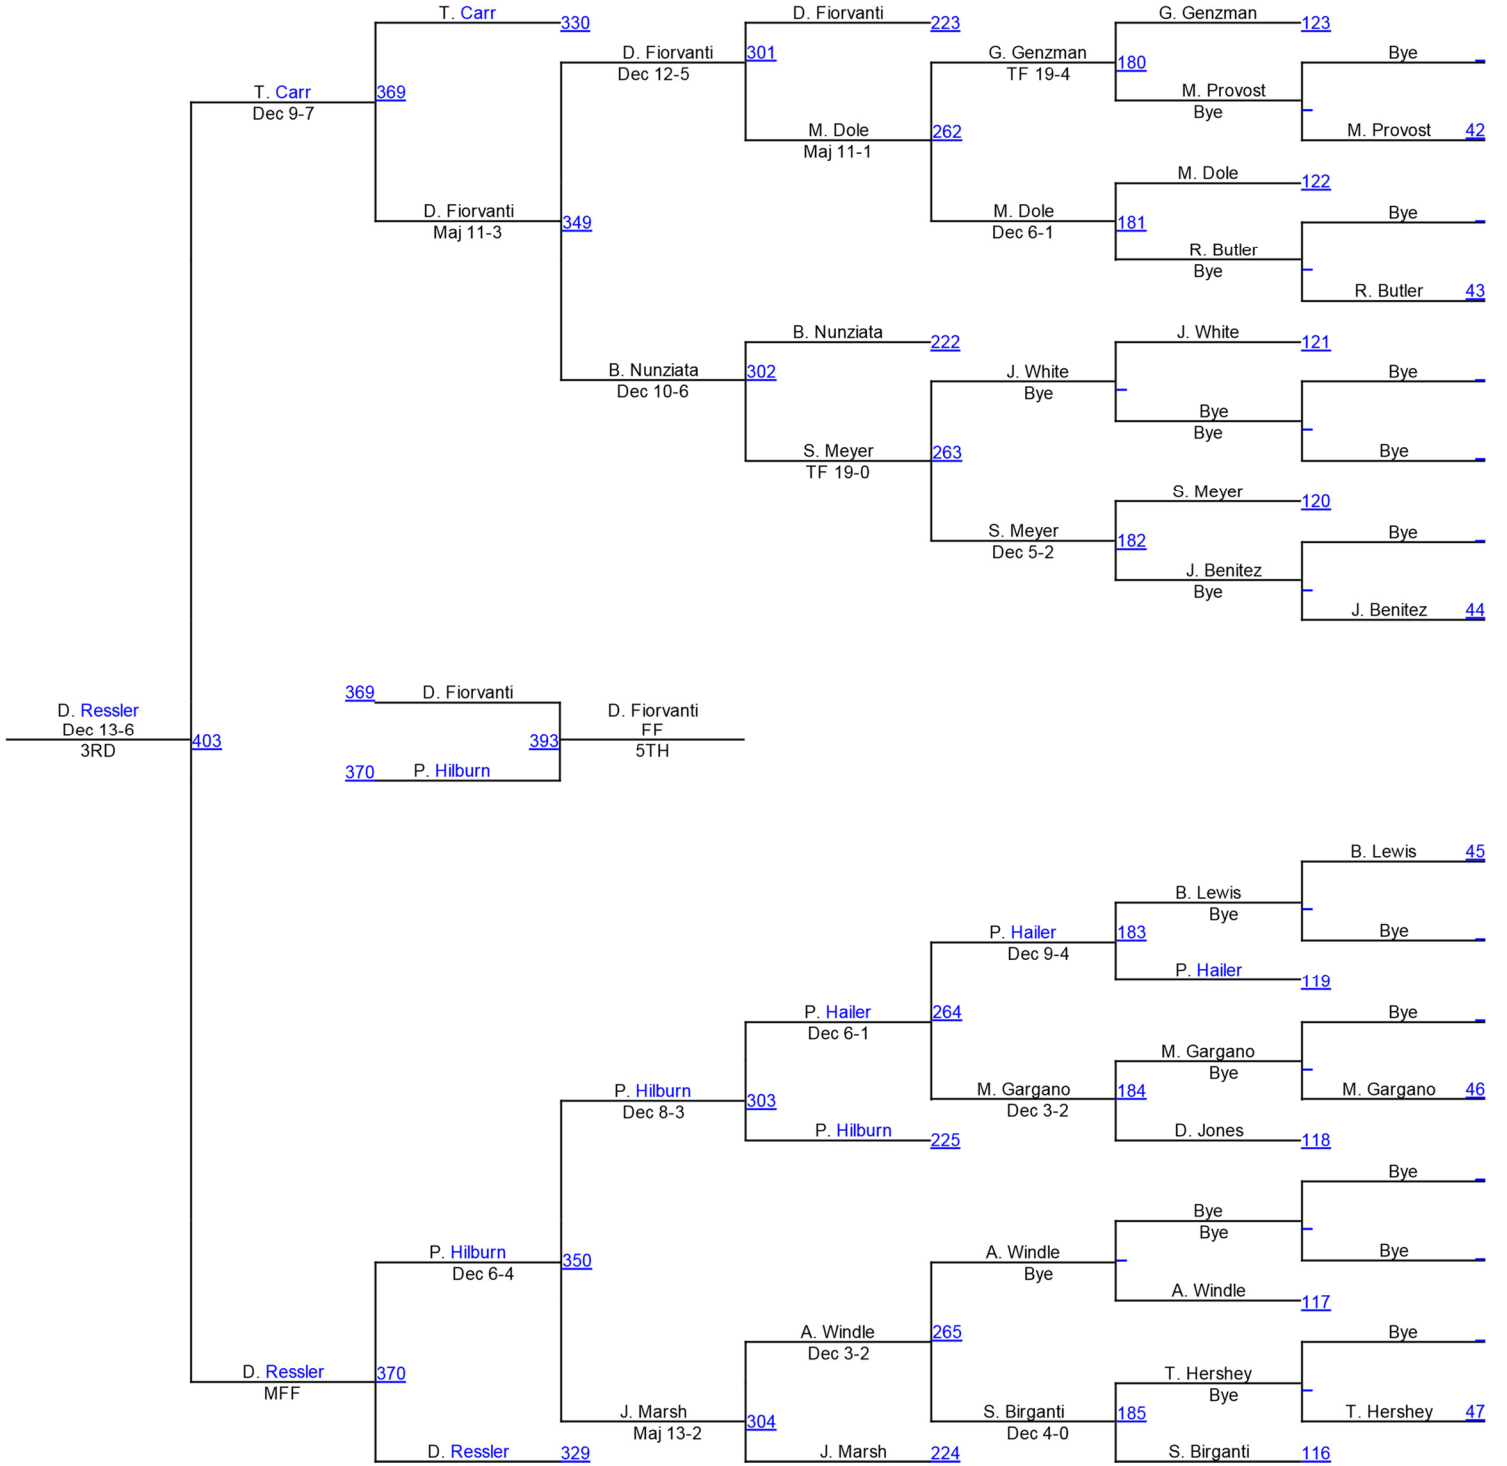 T. Carr
330
D. Fiorvanti
223
G. Genzman
123
D. Fiorvanti
Dec 12-5
301
G. Genzman
TF 19-4
180
Bye
T. Carr
Dec 9-7
369
M. Provost
Bye
M. Dole
Maj 11-1
262
M. Provost
42
M. Dole
122
D. Fiorvanti
Maj 11-3
349
M. Dole
Dec 6-1
181
Bye
R. Butler
Bye
R. Butler
43
B. Nunziata
222
J. White
121
B. Nunziata
Dec 10-6
302
J. White
Bye
Bye
Bye
Bye
S. Meyer
TF 19-0
263
Bye
S. Meyer
120
S. Meyer
Dec 5-2
182
Bye
J. Benitez
Bye
J. Benitez
44
369
D. Fiorvanti
D. Ressler
Dec 13-6
3RD
403
393
D. Fiorvanti
FF
5TH
370
P. Hilburn
B. Lewis
45
B. Lewis
Bye
P. Hailer
Dec 9-4
183
Bye
P. Hailer
119
P. Hailer
Dec 6-1
264
Bye
M. Gargano
Bye
P. Hilburn
Dec 8-3
303
M. Gargano
Dec 3-2
184
M. Gargano
46
P. Hilburn
225
D. Jones
118
Bye
Bye
Bye
P. Hilburn
Dec 6-4
350
A. Windle
Bye
Bye
A. Windle
117
A. Windle
Dec 3-2
265
Bye
D. Ressler
MFF
370
T. Hershey
Bye
J. Marsh
Maj 13-2
304
S. Birganti
Dec 4-0
185
T. Hershey
47
D. Ressler
329
J. Marsh
224
S. Birganti
116